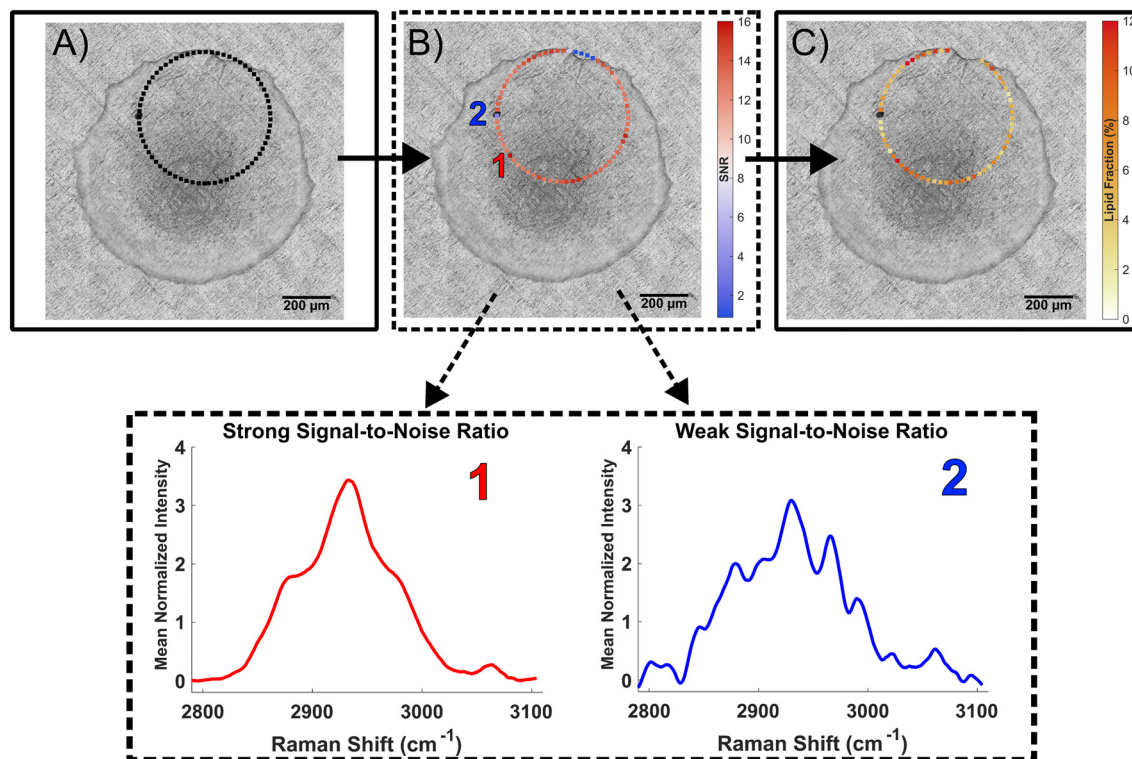 A)
200 µm
B)
2
1
200 µm
16
14
12
10
8
6
4
2
SNR
C)
200 µm
12
10
8
6
4
2
0
Lipid Fraction (%)
Strong Signal-to-Noise Ratio
1
4
3
2
1
0
Mean Normalized Intensity
2800 2900 3000 3100
Raman Shift (cm⁻¹)
Weak Signal-to-Noise Ratio
2
4
3
2
1
0
Mean Normalized Intensity
2800 2900 3000 3100
Raman Shift (cm⁻¹)